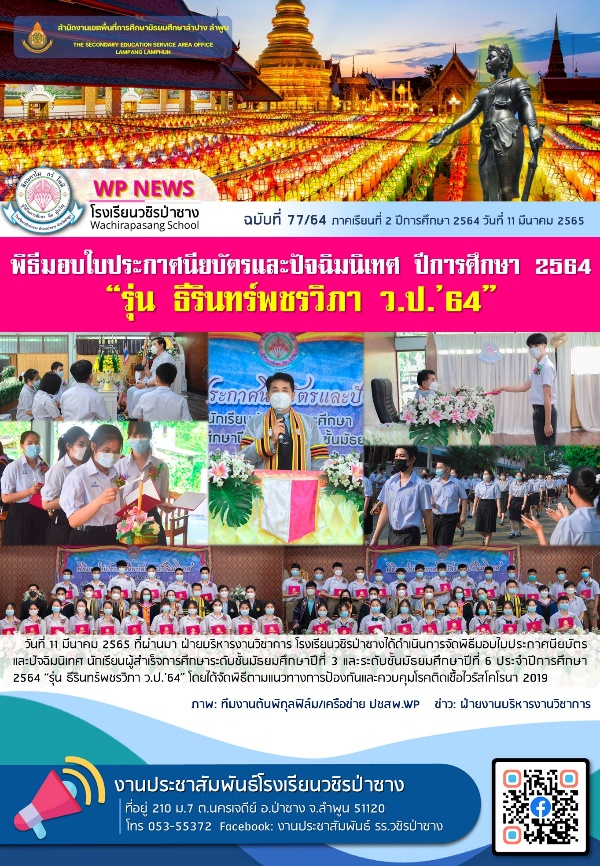 สำนักงานเขตพื้นที่การศึกษามัธยมศึกษาลำปาง ลำพูน
THE SECONDARY EDUCATION SERVICE AREA OFFICE
LAMPANG LAMPHUN
WP NEWS
โรงเรียนวชิรป่าซาง
Wachirapasang School
ฉบับที่ 77/64 ภาคเรียนที่ 2 ปีการศึกษา 2564 วันที่ 11 มีนาคม 2565
พิธีมอบใบประกาศนียบัตรและปัจฉิมนิเทศ ปีการศึกษา 2564
“รุ่น ธีรินทร์พชรวิภา ว.ป.’64”
วันที่ 11 มีนาคม 2565 ที่ผ่านมา ฝ่ายบริหารงานวิชาการ โรงเรียนวชิรป่าซางได้ดำเนินการจัดพิธีมอบใบประกาศนียบัตร
และปัจฉิมนิเทศ นักเรียนผู้สำเร็จการศึกษาระดับชั้นมัธยมศึกษาปีที่ 3 และระดับชั้นมัธยมศึกษาปีที่ 6 ประจำปีการศึกษา
2564 “รุ่น ธีรินทร์พชรวิภา ว.ป.’64” โดยได้จัดพิธีตามแนวทางการป้องกันและควบคุมโรคติดเชื้อไวรัสโคโรนา 2019
ภาพ: ทีมงานต้นพิกุลฟิล์ม/เครือข่าย ปชสพ.WP ข่าว: ฝ่ายงานบริหารงานวิชาการ
งานประชาสัมพันธ์โรงเรียนวชิรป่าซาง
ที่อยู่ 210 ม.7 ต.นครเจดีย์ อ.ป่าซาง จ.ลำพูน 51120
โทร 053-55372 Facebook: งานประชาสัมพันธ์ รร.วชิรป่าซาง